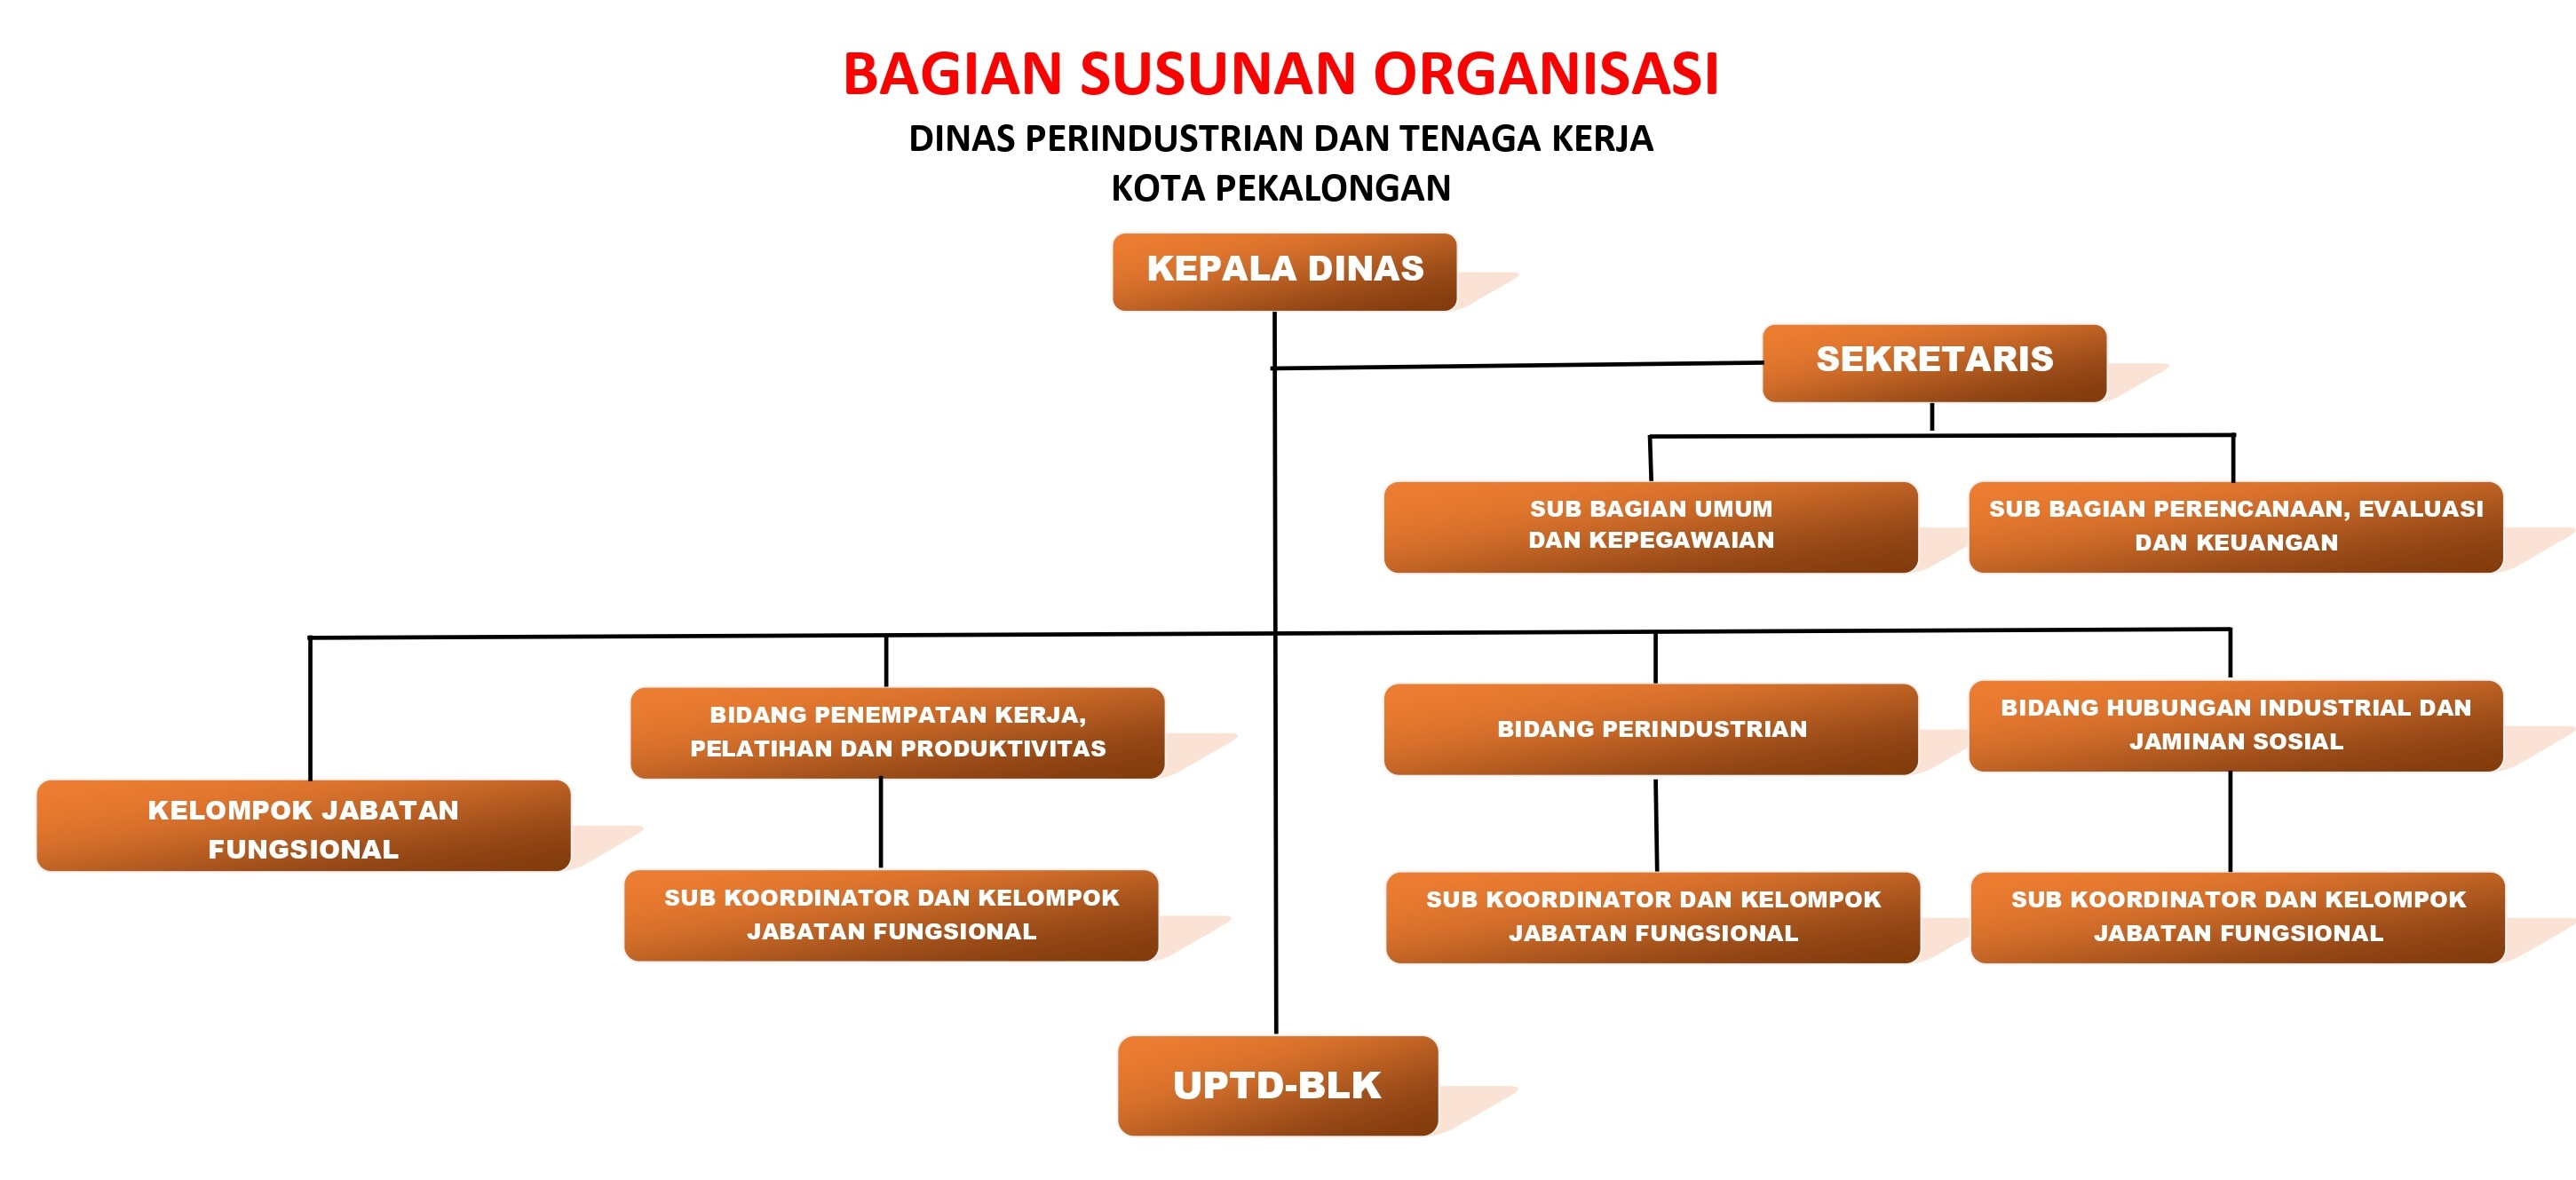 BAGIAN SUSUNAN ORGANISASI
DINAS PERINDUSTRIAN DAN TENAGA KERJA
KOTA PEKALONGAN
KEPALA DINAS
SEKRETARIS
SUB BAGIAN UMUM
DAN KEPEGAWAIAN
SUB BAGIAN PERENCANAAN, EVALUASI
DAN KEUANGAN
KELOMPOK JABATAN
FUNGSIONAL
BIDANG PENEMPATAN KERJA,
PELATIHAN DAN PRODUKTIVITAS
BIDANG PERINDUSTRIAN
BIDANG HUBUNGAN INDUSTRIAL DAN
JAMINAN SOSIAL
SUB KOORDINATOR DAN KELOMPOK
JABATAN FUNGSIONAL
SUB KOORDINATOR DAN KELOMPOK
JABATAN FUNGSIONAL
SUB KOORDINATOR DAN KELOMPOK
JABATAN FUNGSIONAL
UPTD-BLK